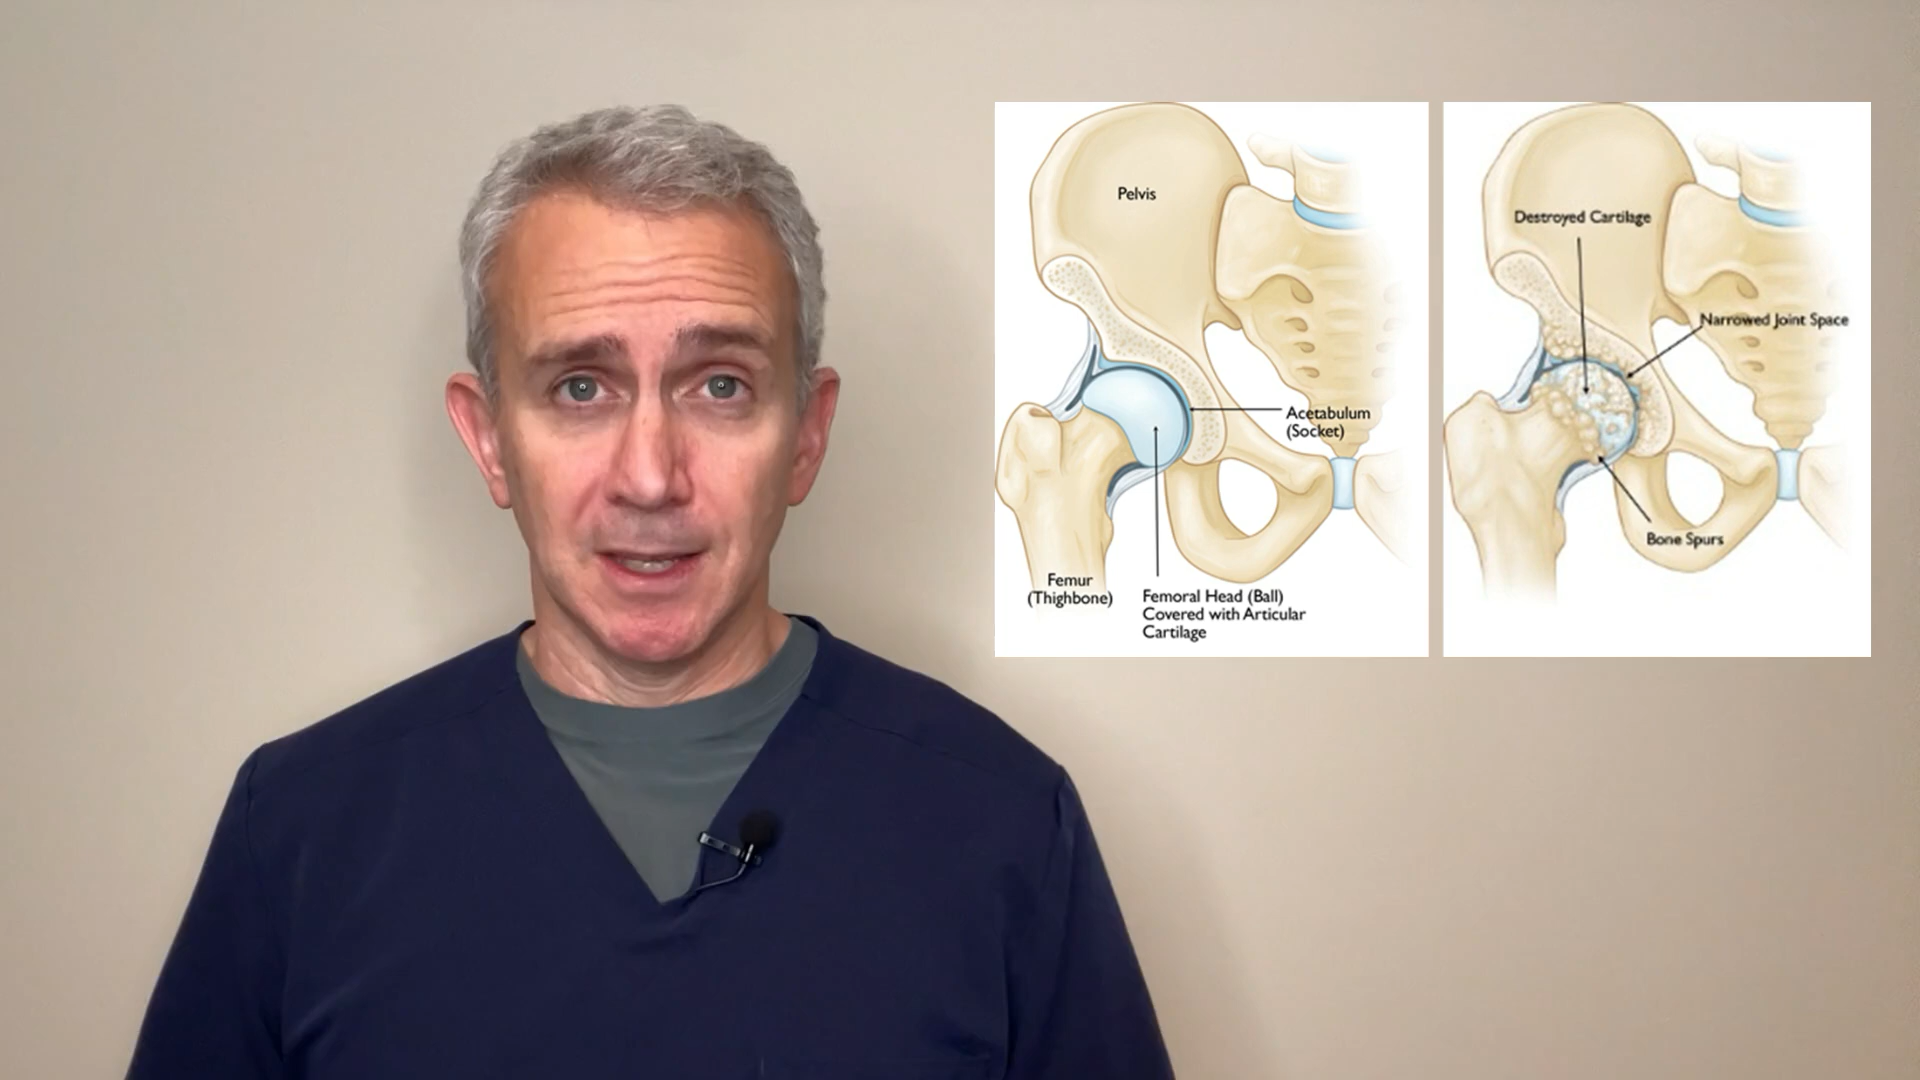 Pelvis
Acetabulum
(Socket)
Femur
(Thighbone)
Femoral Head (Ball)
Covered with Articular
Cartilage
Destroyed Cartilage
Narrowed Joint Space
Bone Spurs